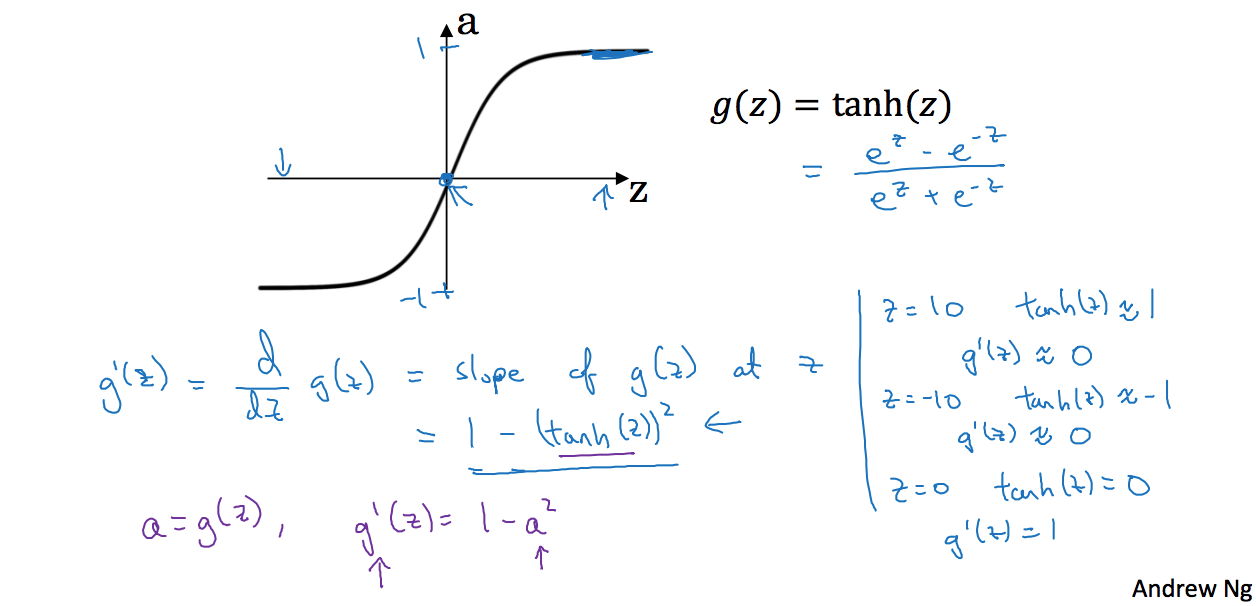 a
1
g(z) = tanh(z)
= (e^z - e^-z) / (e^z + e^-z)
z
-1
g'(z) = d/dz g(z) = slope of g(z) at z
= 1 - (tanh(z))² ←
a = g(z), g'(z) = 1 - a²
z = 10 tanh(z) ≈ 1
g'(z) ≈ 0
z = -10 tanh(z) ≈ -1
g'(z) ≈ 0
z = 0 tanh(z) = 0
g'(z) = 1
Andrew Ng